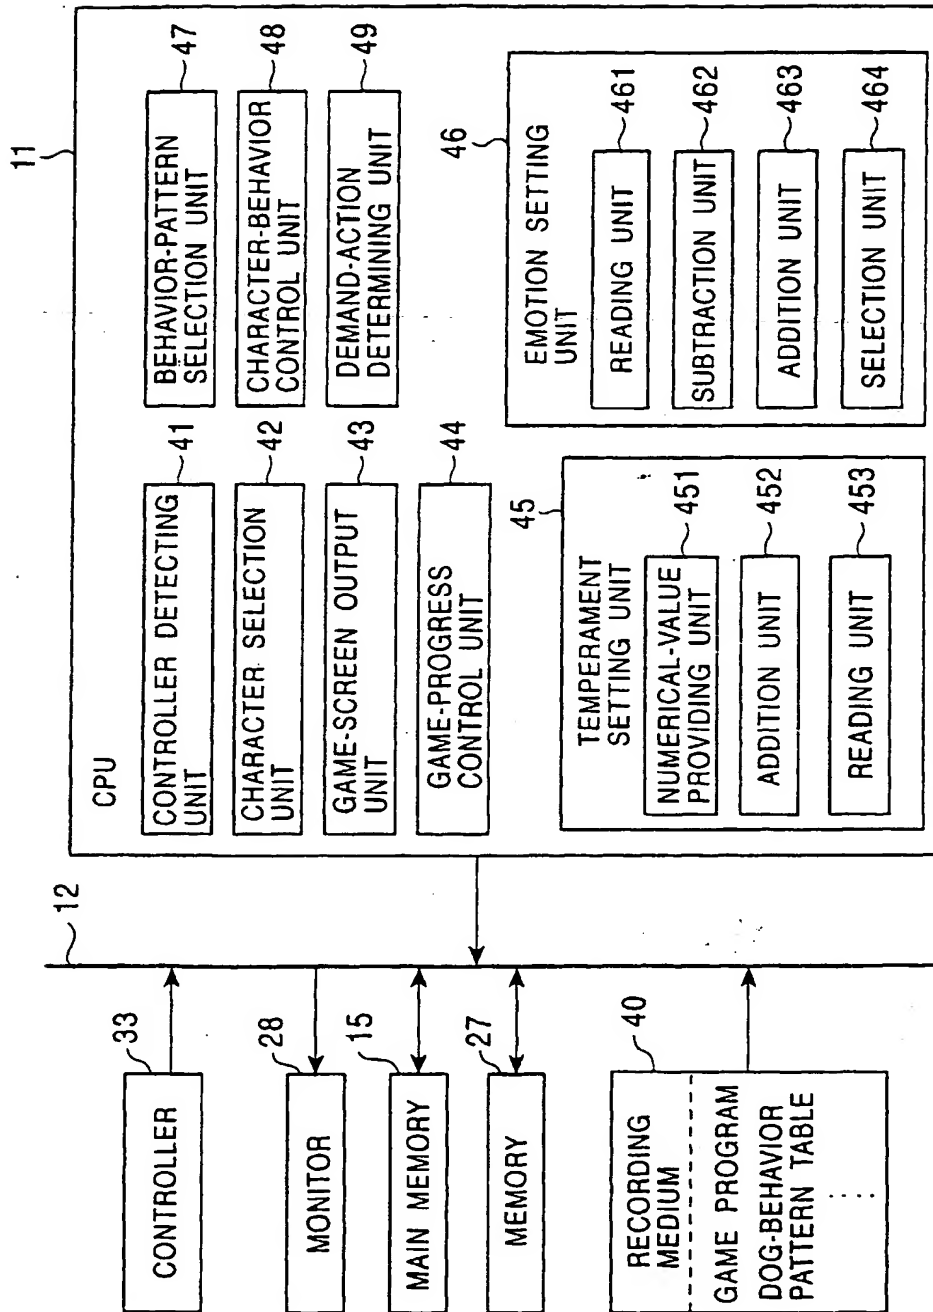 11
CPU
CONTROLLER DETECTING
UNIT
41
CHARACTER SELECTION
UNIT
42
GAME-SCREEN OUTPUT
UNIT
43
GAME-PROGRESS
CONTROL UNIT
44
BEHAVIOR-PATTERN
SELECTION UNIT
47
CHARACTER-BEHAVIOR
CONTROL UNIT
48
DEMAND-ACTION
DETERMINING UNIT
49
45
TEMPERAMENT
SETTING UNIT
NUMERICAL-VALUE
PROVIDING UNIT
451
ADDITION UNIT
452
READING UNIT
453
46
EMOTION SETTING
UNIT
READING UNIT
461
SUBTRACTION UNIT
462
ADDITION UNIT
463
SELECTION UNIT
464
12
33
CONTROLLER
28
MONITOR
15
MAIN MEMORY
27
MEMORY
40
RECORDING
MEDIUM
GAME PROGRAM
DOG-BEHAVIOR
PATTERN TABLE